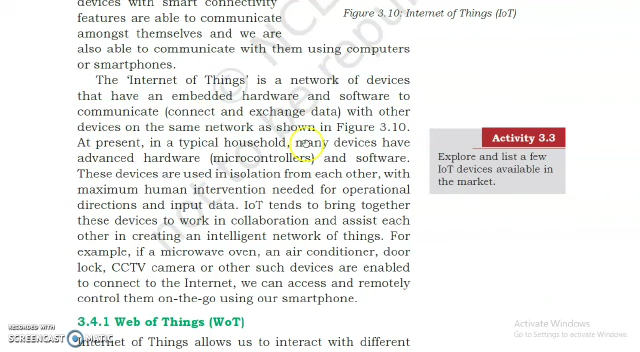 devices with smart connectivity
features are able to communicate
amongst themselves and we are
also able to communicate with them using computers
or smartphones.
Figure 3.10: Internet of Things (IoT)
The ‘Internet of Things’ is a network of devices
that have an embedded hardware and software to
communicate (connect and exchange data) with other
devices on the same network as shown in Figure 3.10.
At present, in a typical household, many devices have
advanced hardware (microcontrollers) and software.
These devices are used in isolation from each other, with
maximum human intervention needed for operational
directions and input data. IoT tends to bring together
these devices to work in collaboration and assist each
other in creating an intelligent network of things. For
example, if a microwave oven, an air conditioner, door
lock, CCTV camera or other such devices are enabled
to connect to the Internet, we can access and remotely
control them on-the-go using our smartphone.
Activity 3.3
Explore and list a few
IoT devices available in
the market.
3.4.1 Web of Things (WoT)
Internet of Things allows us to interact with different
© NC
not to be repu
RECORDED WITH
SCREENCAST MATIC
Activate Windows
Go to Settings to activate Windows.